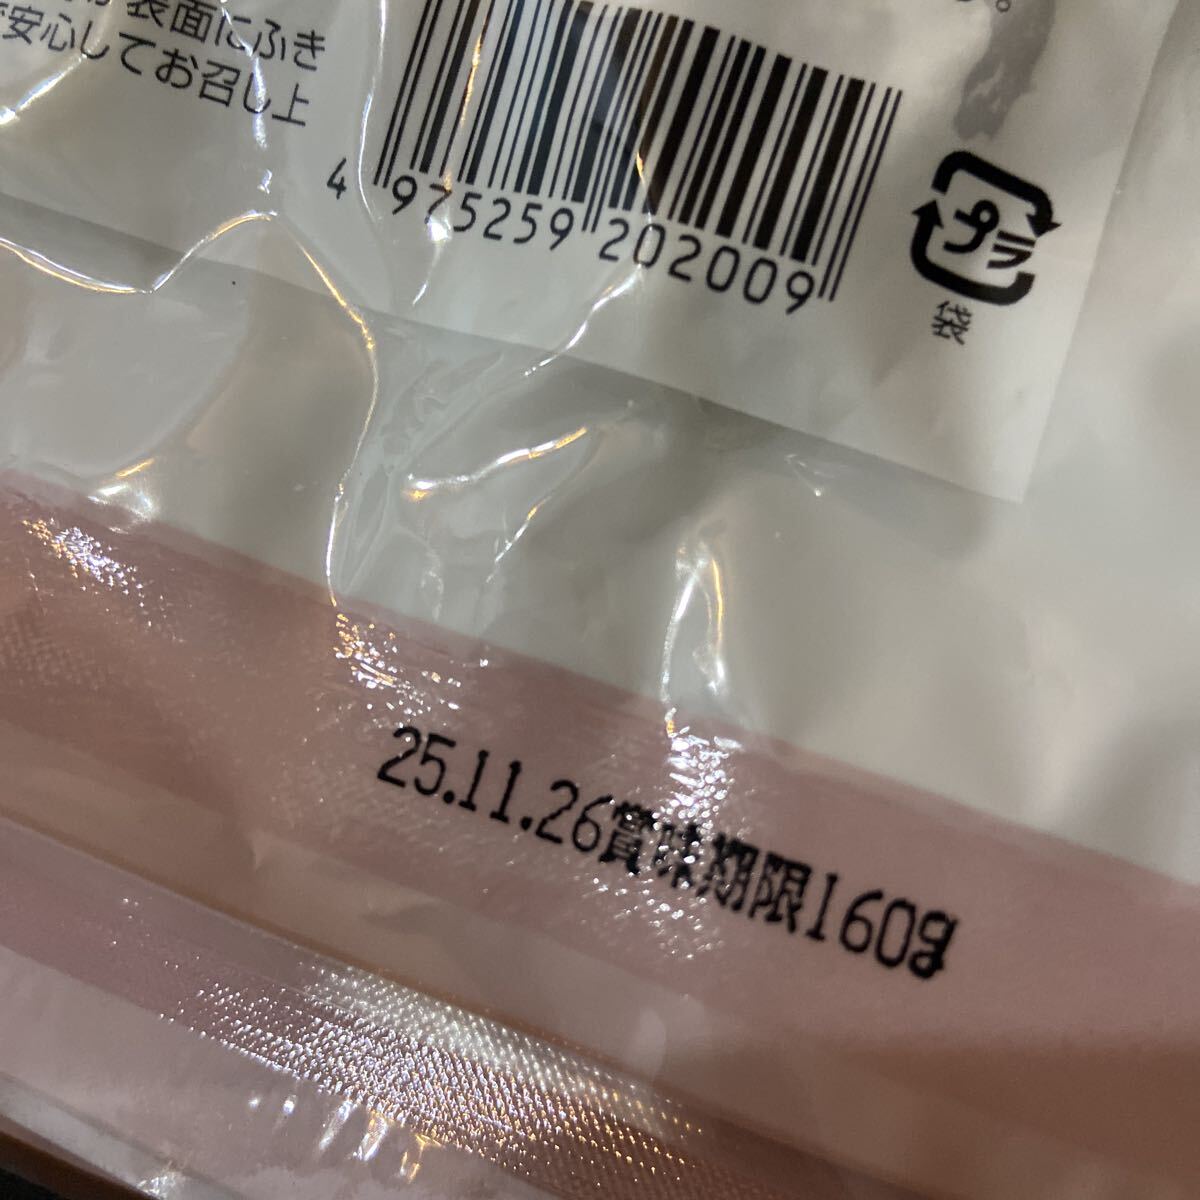 表面にふき
で安心してお召し上
4 975259 202009
プラ
袋
25.11.26賞味期限160g